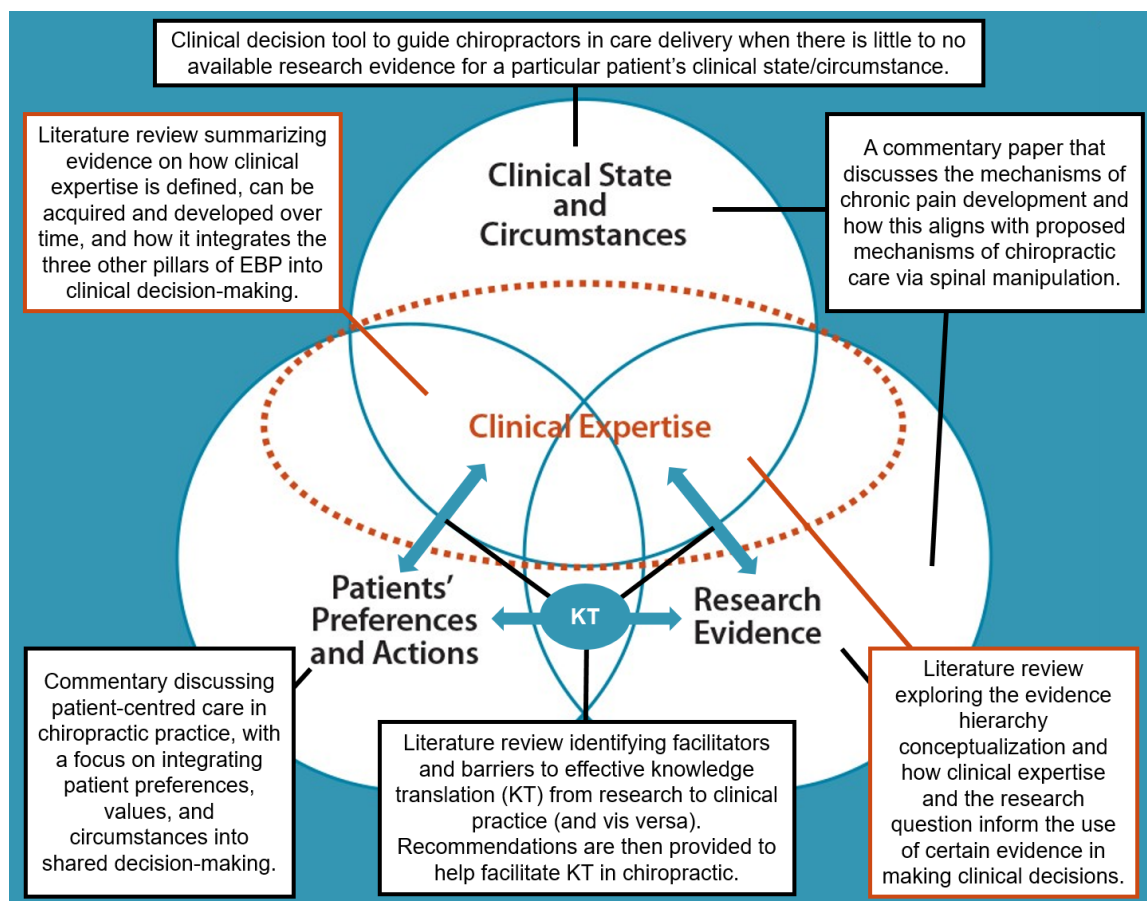 Clinical decision tool to guide chiropractors in care delivery when there is little to no
available research evidence for a particular patient's clinical state/circumstance.
Literature review summarizing
evidence on how clinical
expertise is defined, can be
acquired and developed over
time, and how it integrates the
three other pillars of EBP into
clinical decision-making.
Clinical State
and
Circumstances
A commentary paper that
discusses the mechanisms of
chronic pain development and
how this aligns with proposed
mechanisms of chiropractic
care via spinal manipulation.
Clinical Expertise
Patients'
Preferences
and Actions
KT
Research
Evidence
Commentary discussing
patient-centred care in
chiropractic practice, with
a focus on integrating
patient preferences,
values, and
circumstances into
shared decision-making.
Literature review identifying facilitators
and barriers to effective knowledge
translation (KT) from research to clinical
practice (and vis versa).
Recommendations are then provided to
help facilitate KT in chiropractic.
Literature review
exploring the evidence
hierarchy
conceptualization and
how clinical expertise
and the research
question inform the use
of certain evidence in
making clinical decisions.